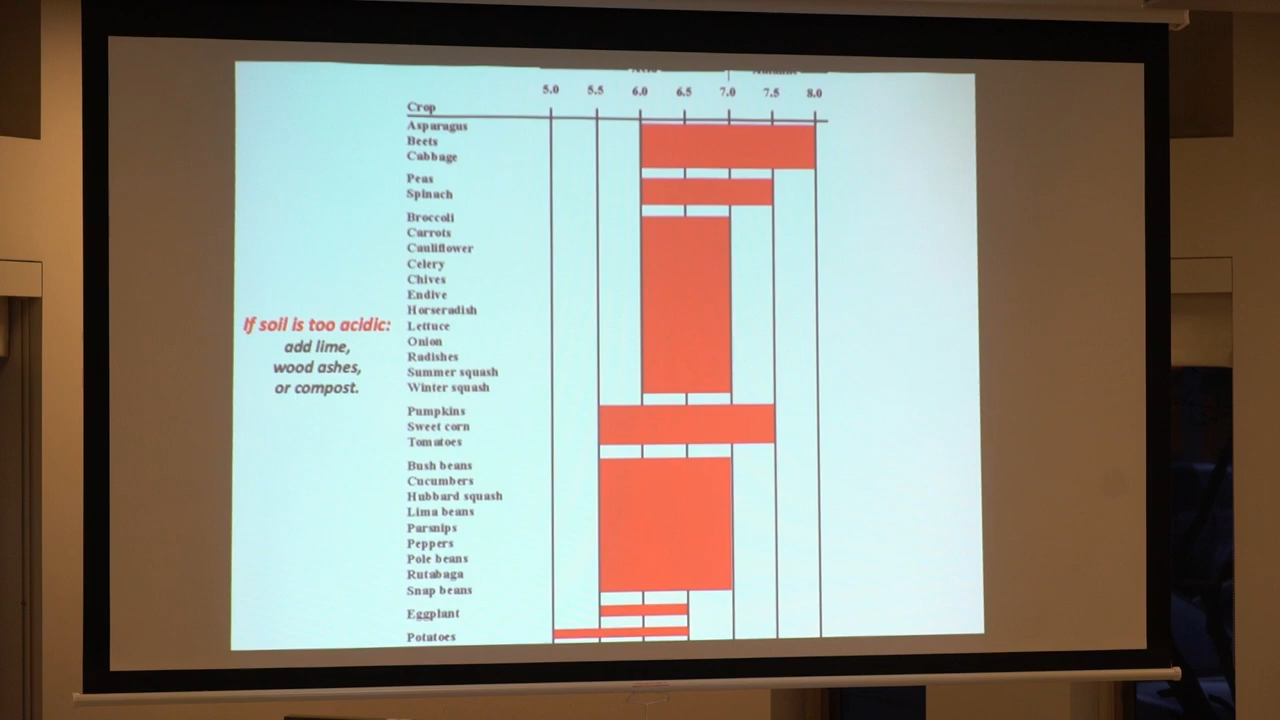 5.0 5.5 6.0 6.5 7.0 7.5 8.0
Crop
Asparagus
Beets
Cabbage
Peas
Spinach
Broccoli
Carrots
Cauliflower
Celery
Chives
Endive
Horseradish
Lettuce
Onion
Radishes
Summer squash
Winter squash
Pumpkins
Sweet corn
Tomatoes
Bush beans
Cucumbers
Hubbard squash
Lima beans
Parsnips
Peppers
Pole beans
Rutabaga
Snap beans
Eggplant
Potatoes
If soil is too acidic:
add lime,
wood ashes,
or compost.